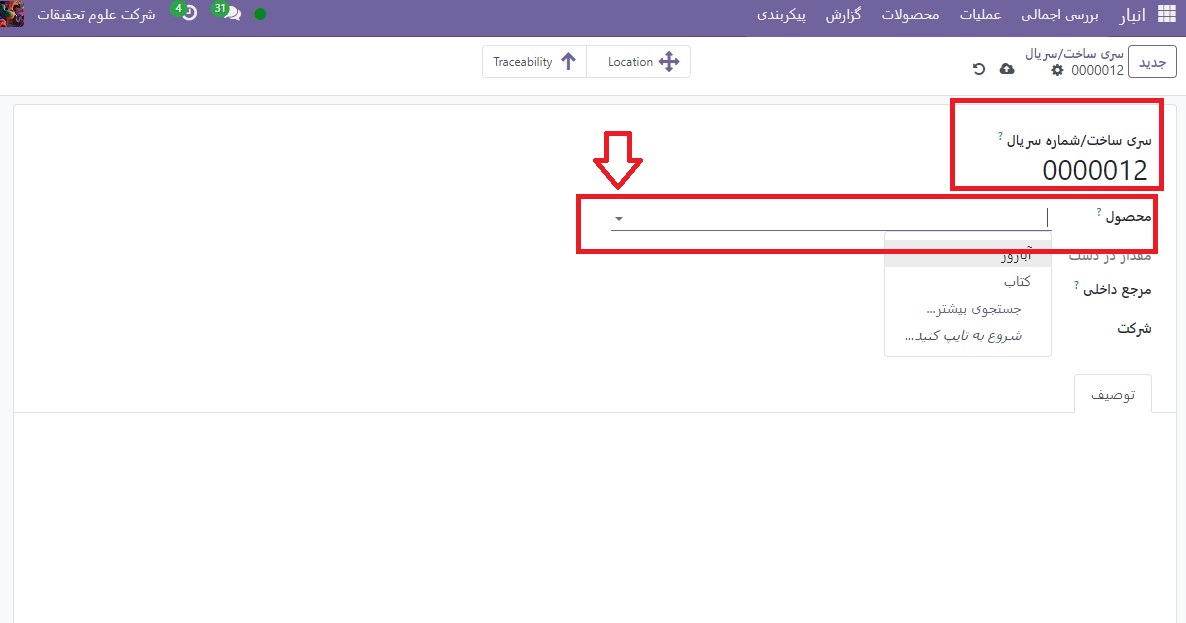 انبار بررسی اجمالی عملیات محصولات گزارش پیکربندی 31 4 شرکت علوم تحقیقات
جدید
سری ساخت/سریال
0000012
Location
Traceability
سری ساخت/شماره سریال ?
0000012
محصول ?
مقدار در دست
کتاب
مرجع داخلی ?
جستجوی بیشتر...
شرکت
شروع به تایپ کنید...
توصیف